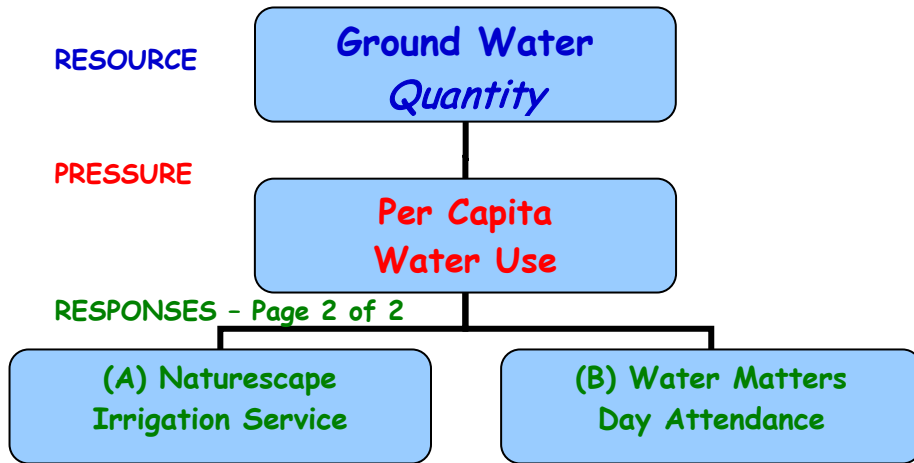 RESOURCE
Ground Water
Quantity
PRESSURE
Per Capita
Water Use
RESPONSES – Page 2 of 2
(A) Naturescape
Irrigation Service
(B) Water Matters
Day Attendance